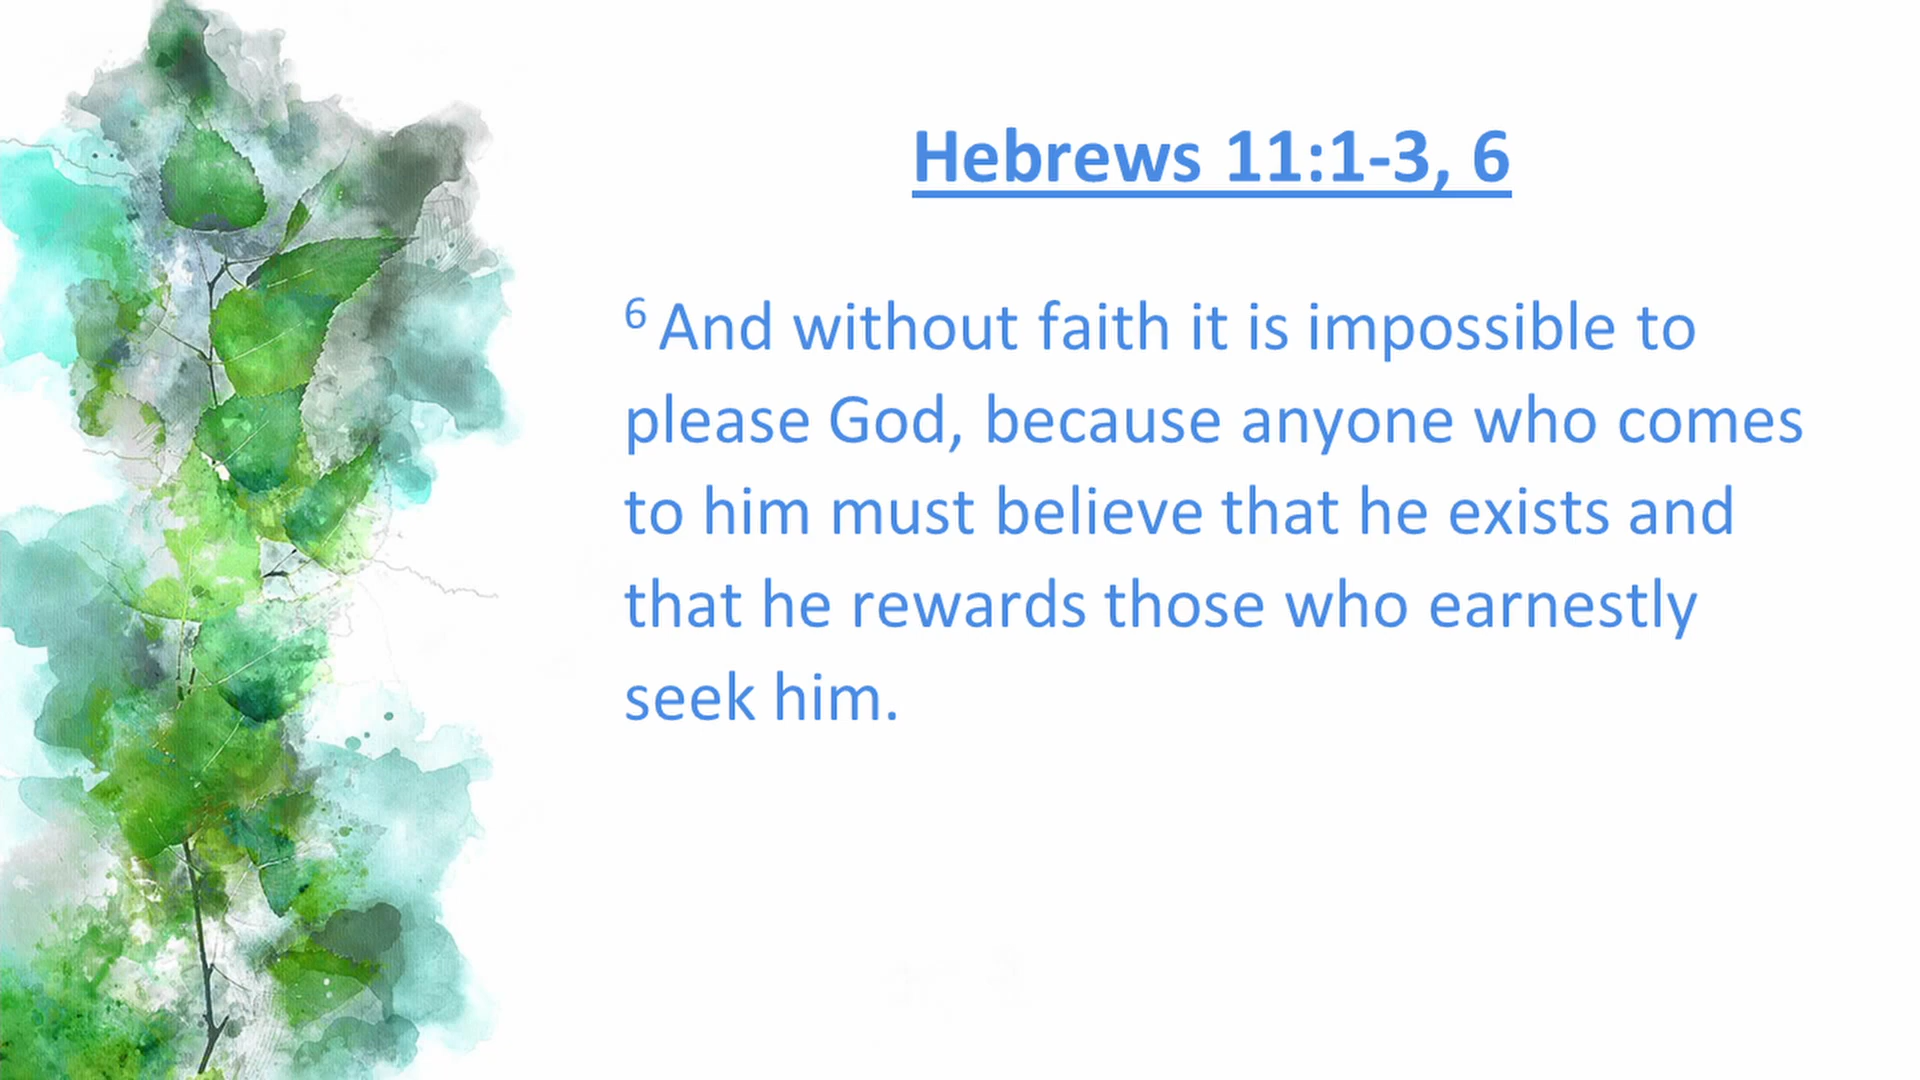 Hebrews 11:1-3, 6
6 And without faith it is impossible to
please God, because anyone who comes
to him must believe that he exists and
that he rewards those who earnestly
seek him.